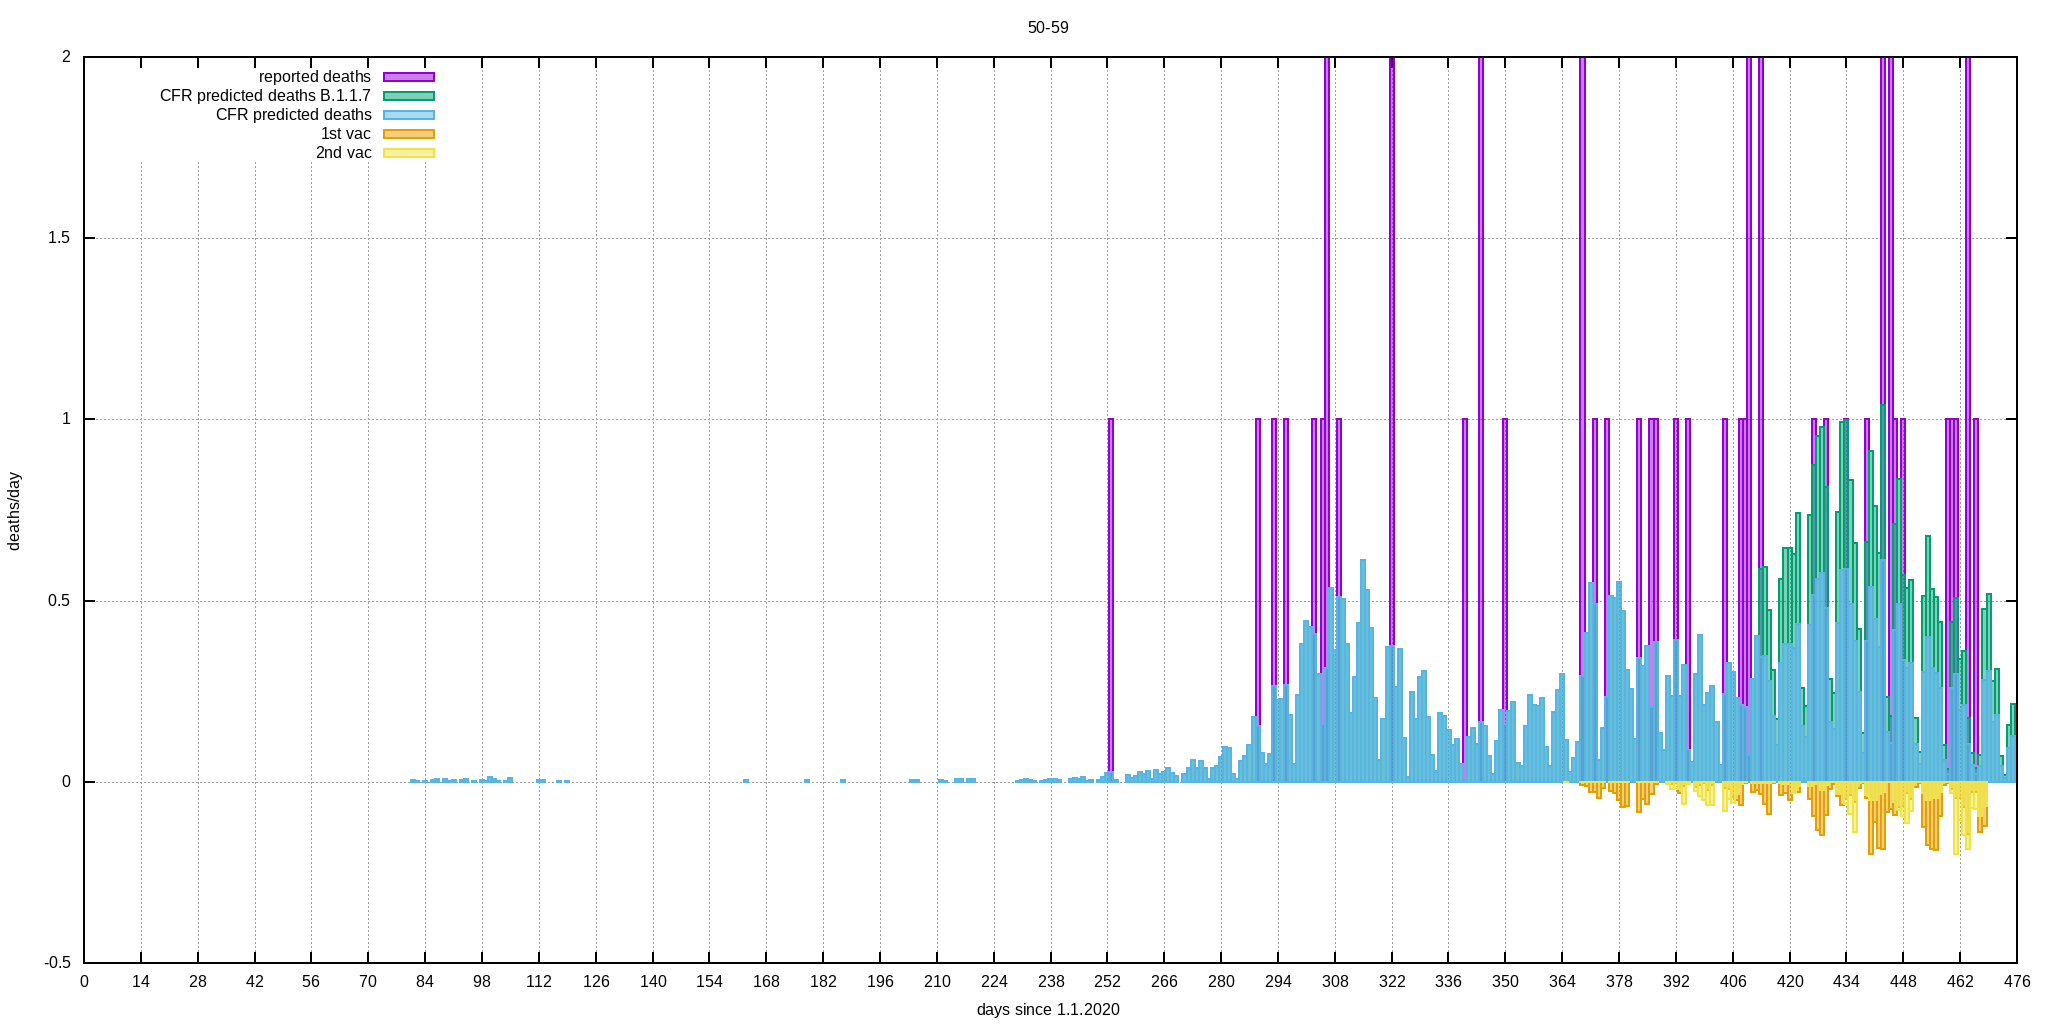 50-59
2
reported deaths
CFR predicted deaths B.1.1.7
CFR predicted deaths
1st vac
2nd vac
1.5
1
deaths/day
0.5
0
-0.5
0 14 28 42 56 70 84 98 112 126 140 154 168 182 196 210 224 238 252 266 280 294 308 322 336 350 364 378 392 406 420 434 448 462 476
days since 1.1.2020